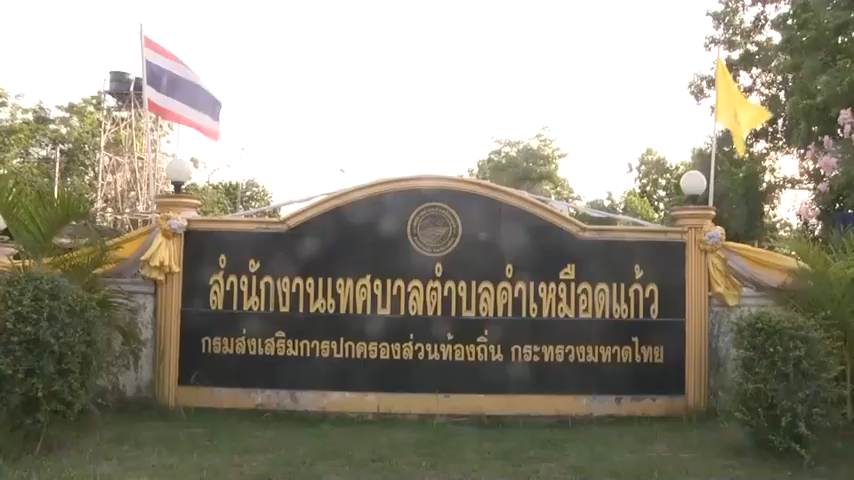 สำนักงานเทศบาลตำบลคำเหมือดแก้ว
กรมส่งเสริมการปกครองส่วนท้องถิ่น กระทรวงมหาดไทย